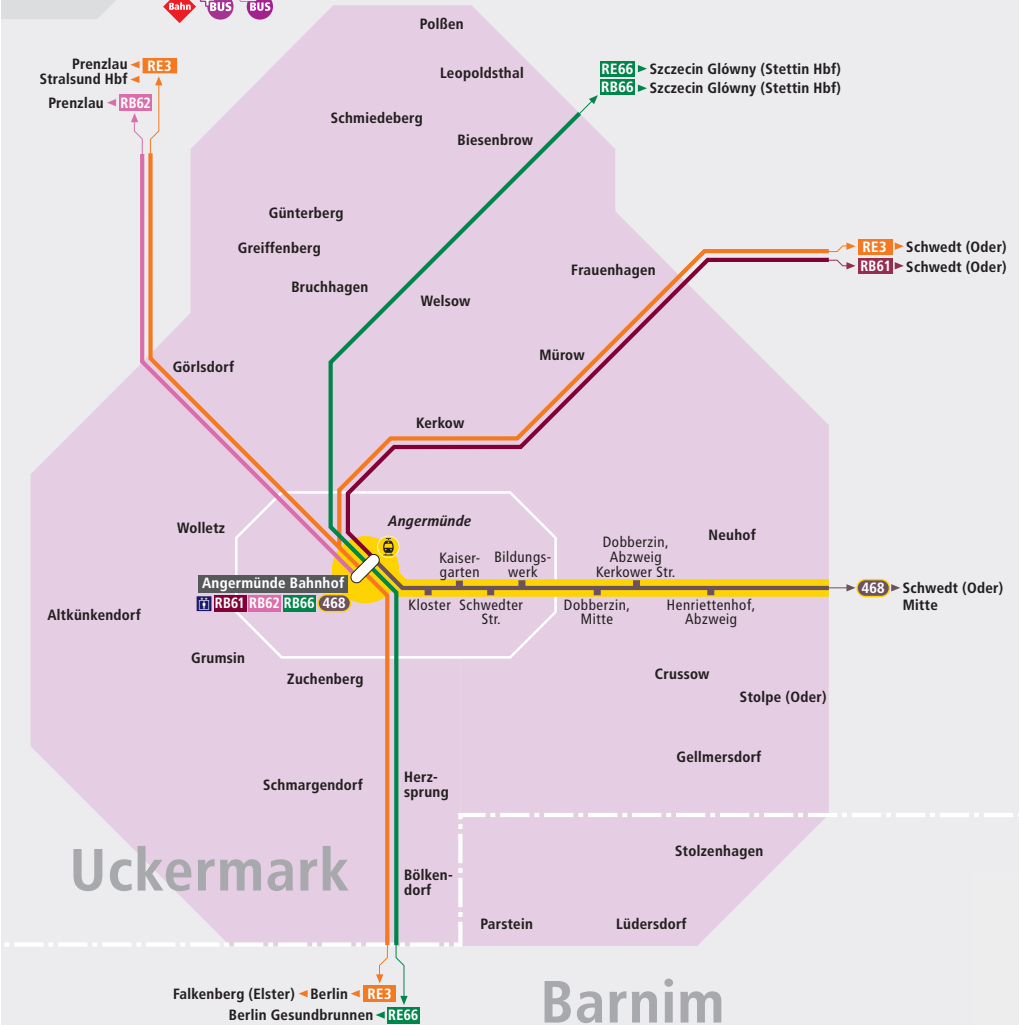 Bahn
BUS
BUS
Polßen
Prenzlau
RE3
Stralsund Hbf
Prenzlau
RB62
Leopoldsthal
RE66
Szczecin Glówny (Stettin Hbf)
RB66
Szczecin Glówny (Stettin Hbf)
Schmiedeberg
Biesenbrow
Günterberg
Greiffenberg
Bruchhagen
Welsow
Frauenhagen
RE3
Schwedt (Oder)
RB61
Schwedt (Oder)
Mürow
Görlsdorf
Kerkow
Wolletz
Angermünde
Neuhof
Kaiser-
garten
Bildungs-
werk
Dobberzin,
Abzweig
Kerkower Str.
Angermünde Bahnhof
RB61 RB62 RB66 468
Kloster
Schwedter
Str.
Dobberzin,
Mitte
Henriettenhof,
Abzweig
468
Schwedt (Oder)
Mitte
Altkünkendorf
Grumsin
Zuchenberg
Crussow
Stolpe (Oder)
Gellmersdorf
Schmargendorf
Herz-
sprung
Uckermark
Bölken-
dorf
Stolzenhagen
Parstein
Lüdersdorf
Falkenberg (Elster)
Berlin
RE3
Berlin Gesundbrunnen
RE66
Barnim